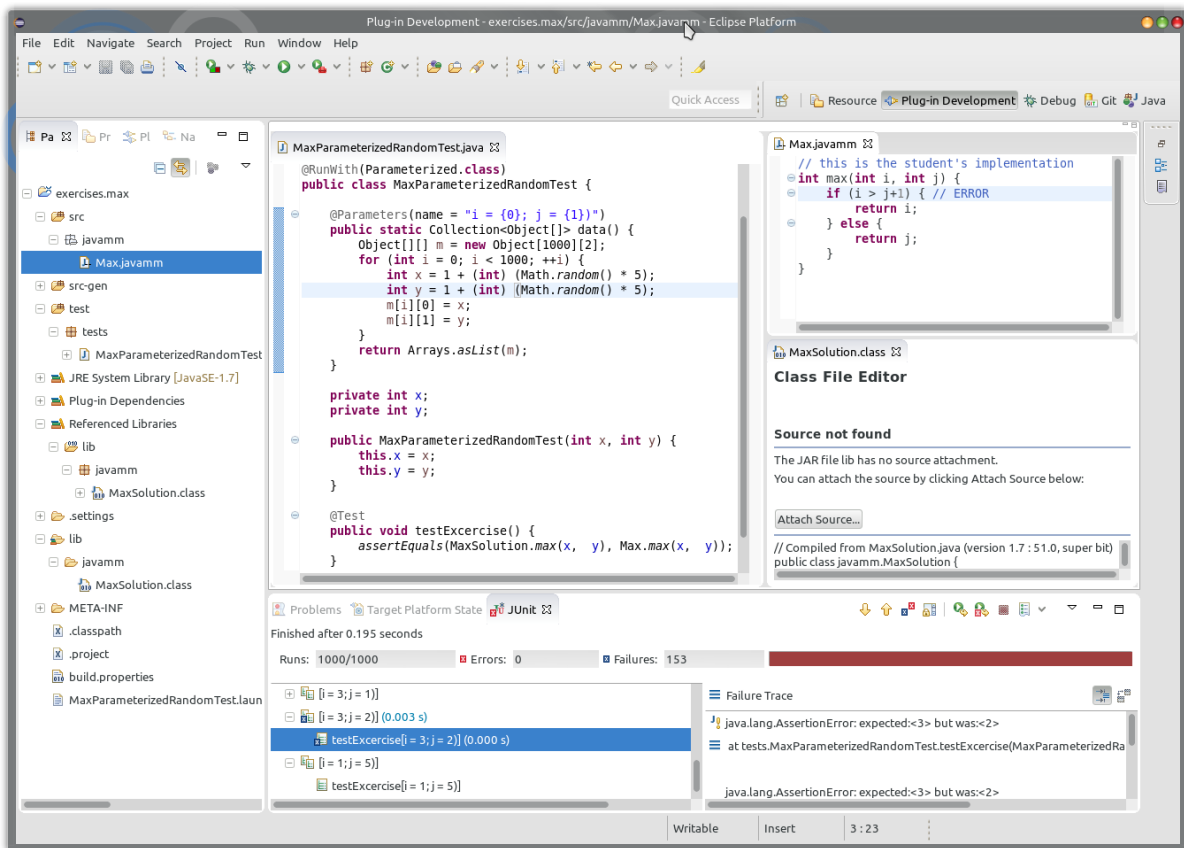 Plug-in Development - exercises.max/src/javamm/Max.javamm - Eclipse Platform
File Edit Navigate Search Project Run Window Help
Quick Access
Resource Plug-in Development Debug Git Java
Pa Pr Pl Na
exercises.max
src
javamm
Max.javamm
src-gen
test
tests
MaxParameterizedRandomTest
JRE System Library [JavaSE-1.7]
Plug-in Dependencies
Referenced Libraries
lib
javamm
MaxSolution.class
.settings
lib
javamm
MaxSolution.class
META-INF
.classpath
.project
build.properties
MaxParameterizedRandomTest.laun
MaxParameterizedRandomTest.java
@RunWith(Parameterized.class)
public class MaxParameterizedRandomTest {
@Parameters(name = "i = {0}; j = {1})")
public static Collection<Object[]> data() {
Object[][] m = new Object[1000][2];
for (int i = 0; i < 1000; ++i) {
int x = 1 + (int) (Math.random() * 5);
int y = 1 + (int) (Math.random() * 5);
m[i][0] = x;
m[i][1] = y;
}
return Arrays.asList(m);
}
private int x;
private int y;
public MaxParameterizedRandomTest(int x, int y) {
this.x = x;
this.y = y;
}
@Test
public void testExcercise() {
assertEquals(MaxSolution.max(x, y), Max.max(x, y));
}
Max.javamm
// this is the student's implementation
int max(int i, int j) {
if (i > j+1) { // ERROR
return i;
} else {
return j;
}
}
MaxSolution.class
Class File Editor
Source not found
The JAR file lib has no source attachment.
You can attach the source by clicking Attach Source below:
Attach Source...
// Compiled from MaxSolution.java (version 1.7 : 51.0, super bit)
public class javamm.MaxSolution {
Problems Target Platform State JUnit
Finished after 0.195 seconds
Runs: 1000/1000 Errors: 0 Failures: 153
[i = 3; j = 1)]
[i = 3; j = 2)] (0.003 s)
testExcercise[i = 3; j = 2)] (0.000 s)
[i = 1; j = 5)]
testExcercise[i = 1; j = 5)]
Failure Trace
java.lang.AssertionError: expected:<3> but was:<2>
at tests.MaxParameterizedRandomTest.testExcercise(MaxParameterizedRa
java.lang.AssertionError: expected:<3> but was:<2>
Writable Insert 3 : 23